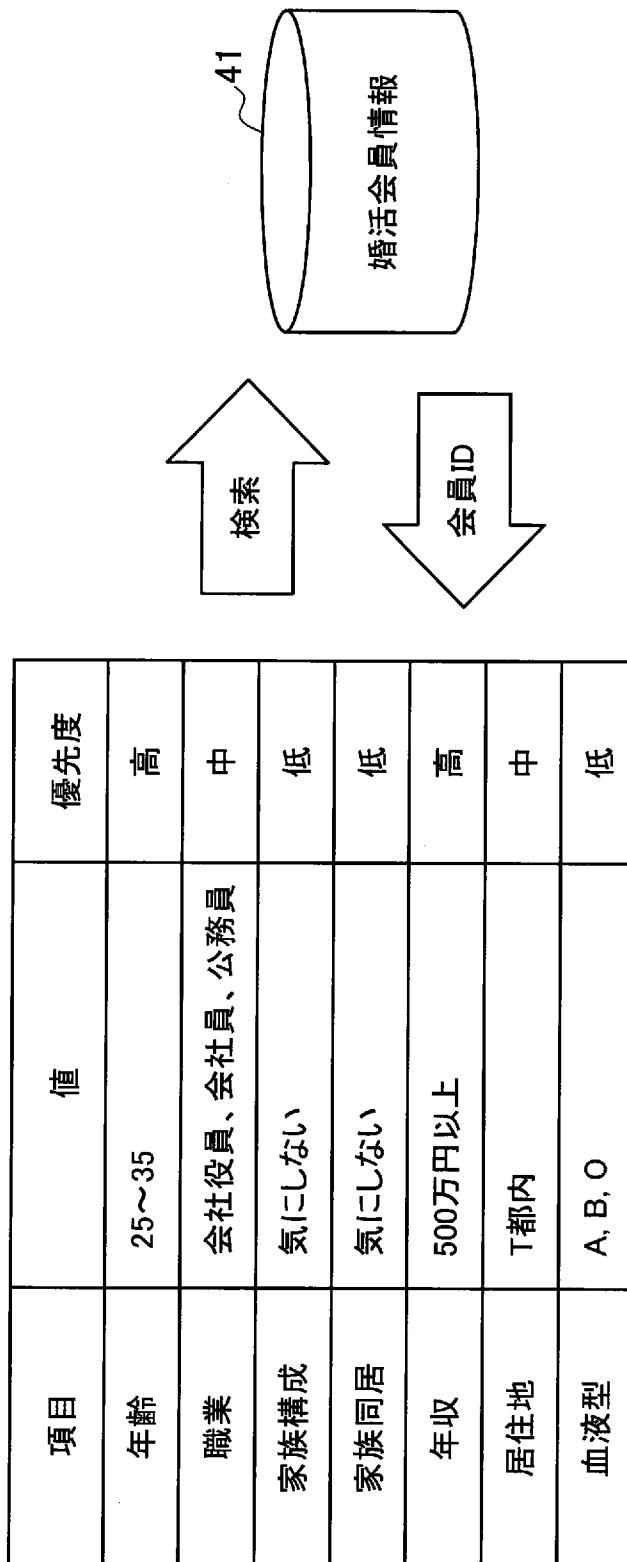 項目 値 優先度
年齢 25～35 高
職業 会社役員、会社員、公務員 中
家族構成 気にしない 低
家族同居 気にしない 低
年収 500万円以上 高
居住地 T都内 中
血液型 A, B, O 低
検索
会員ID
41
婚活会員情報